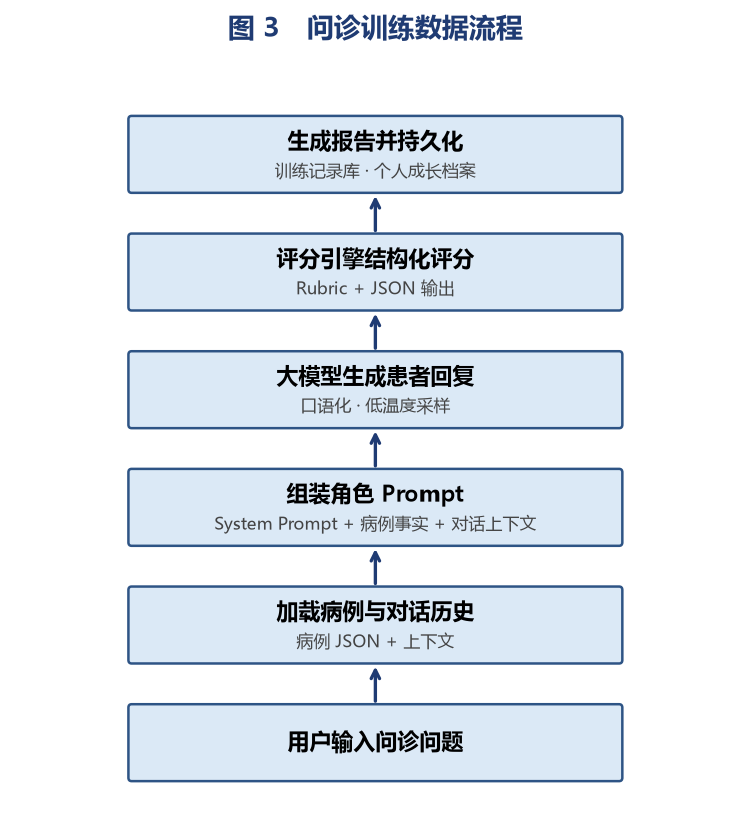 图 3 问诊训练数据流程
生成报告并持久化
训练记录库 · 个人成长档案
评分引擎结构化评分
Rubric + JSON 输出
大模型生成患者回复
口语化 · 低温度采样
组装角色 Prompt
System Prompt + 病例事实 + 对话上下文
加载病例与对话历史
病例 JSON + 上下文
用户输入问诊问题